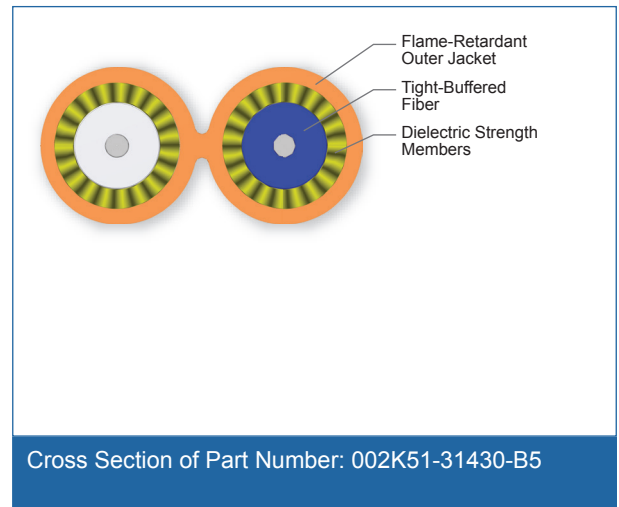 Flame-Retardant
Outer Jacket
Tight-Buffered
Fiber
Dielectric Strength
Members
Cross Section of Part Number: 002K51-31430-B5